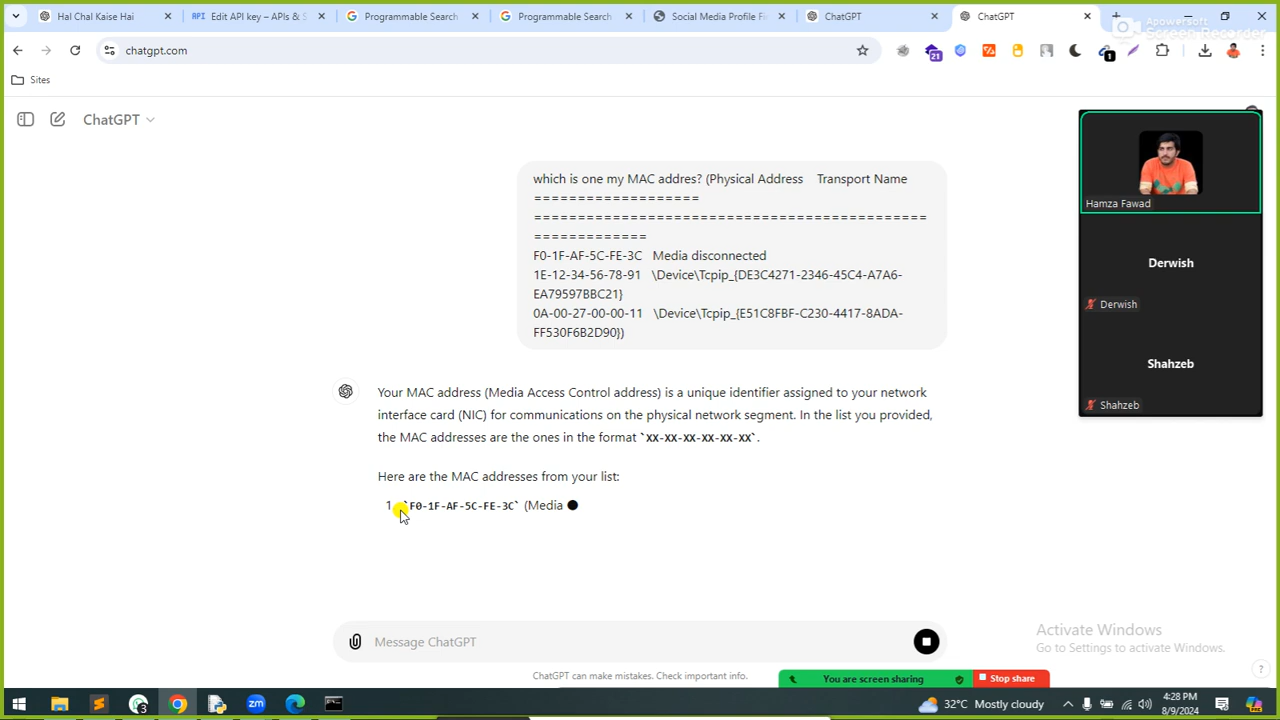 Hal Chal Kaise Hai
API Edit API key – APIs & S
Programmable Search
Programmable Search
Social Media Profile Fi
ChatGPT
ChatGPT
Apowersoft
Screen Recorder
chatgpt.com
21
1
Sites
ChatGPT
which is one my MAC addres? (Physical Address Transport Name
===================
=============================================
=============
F0-1F-AF-5C-FE-3C Media disconnected
1E-12-34-56-78-91 \Device\Tcpip_{DE3C4271-2346-45C4-A7A6-
EA79597BBC21}
0A-00-27-00-00-11 \Device\Tcpip_{E51C8FBF-C230-4417-8ADA-
FF530F6B2D90})
Your MAC address (Media Access Control address) is a unique identifier assigned to your network
interface card (NIC) for communications on the physical network segment. In the list you provided,
the MAC addresses are the ones in the format `XX-XX-XX-XX-XX-XX`.
Here are the MAC addresses from your list:
1. `F0-1F-AF-5C-FE-3C` (Media
Hamza Fawad
Derwish
Derwish
Shahzeb
Shahzeb
Message ChatGPT
Activate Windows
Go to Settings to activate Windows.
ChatGPT can make mistakes. Check important info.
?
You are screen sharing
Stop share
3
32°C Mostly cloudy
4:28 PM
8/9/2024